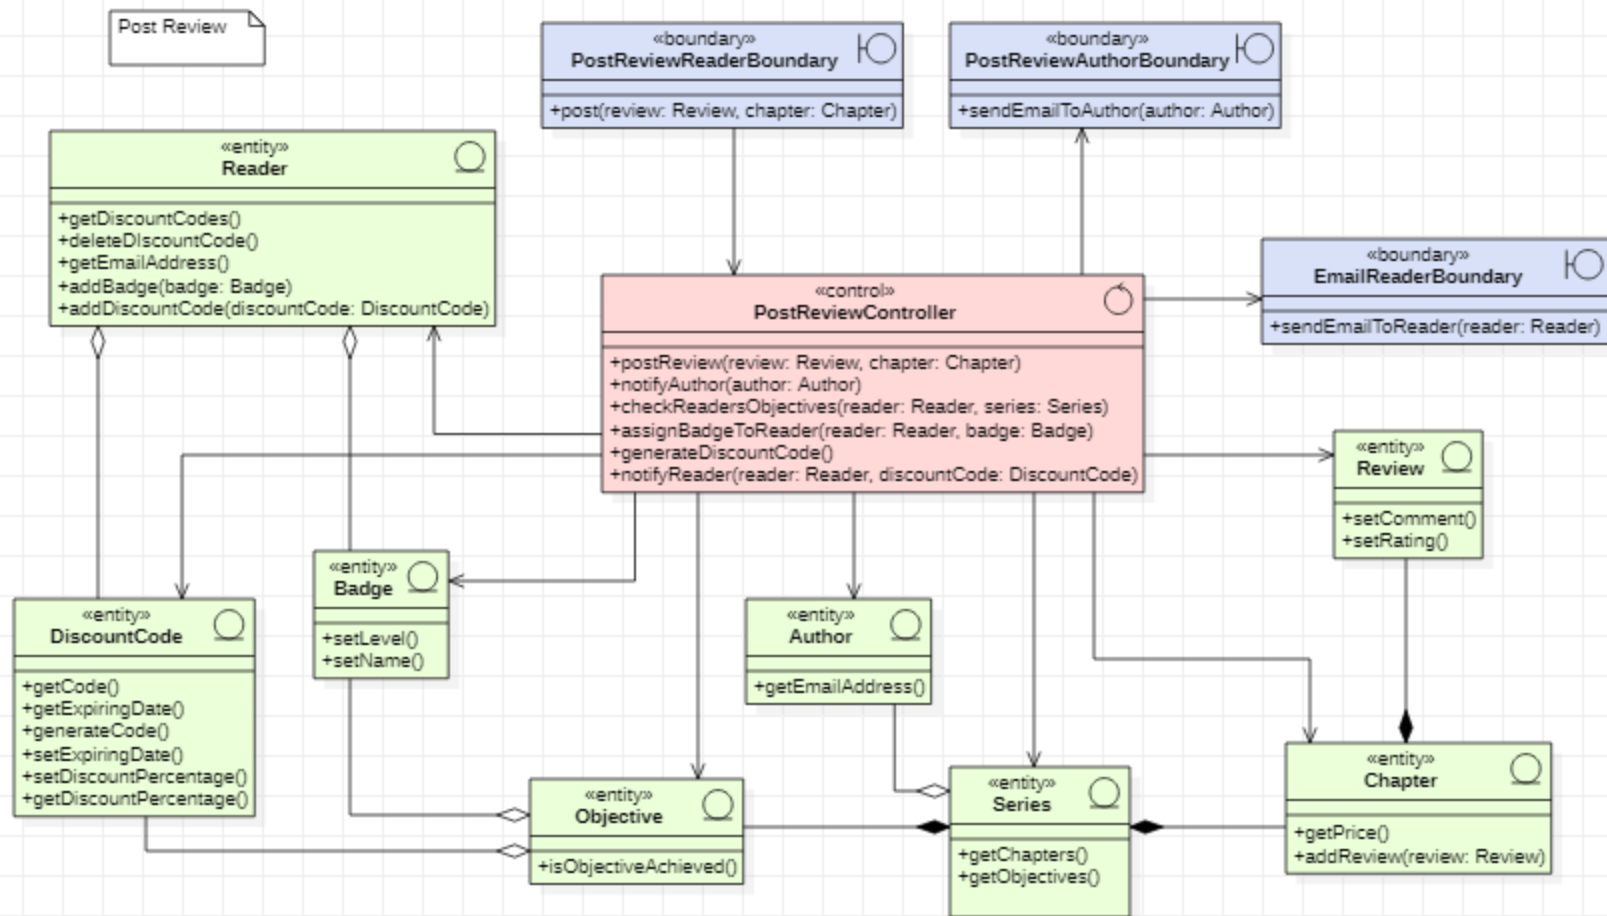 Post Review
«boundary»
PostReviewReaderBoundary
+post(review: Review, chapter: Chapter)
«boundary»
PostReviewAuthorBoundary
+sendEmailToAuthor(author: Author)
«entity»
Reader
+getDiscountCodes()
+deleteDIscountCode()
+getEmailAddress()
+addBadge(badge: Badge)
+addDiscountCode(discountCode: DiscountCode)
«boundary»
EmailReaderBoundary
+sendEmailToReader(reader: Reader)
«control»
PostReviewController
+postReview(review: Review, chapter: Chapter)
+notifyAuthor(author: Author)
+checkReadersObjectives(reader: Reader, series: Series)
+assignBadgeToReader(reader: Reader, badge: Badge)
+generateDiscountCode()
+notifyReader(reader: Reader, discountCode: DiscountCode)
«entity»
Review
+setComment()
+setRating()
«entity»
Badge
+setLevel()
+setName()
«entity»
DiscountCode
+getCode()
+getExpiringDate()
+generateCode()
+setExpiringDate()
+setDiscountPercentage()
+getDiscountPercentage()
«entity»
Author
+getEmailAddress()
«entity»
Objective
+isObjectiveAchieved()
«entity»
Series
+getChapters()
+getObjectives()
«entity»
Chapter
+getPrice()
+addReview(review: Review)